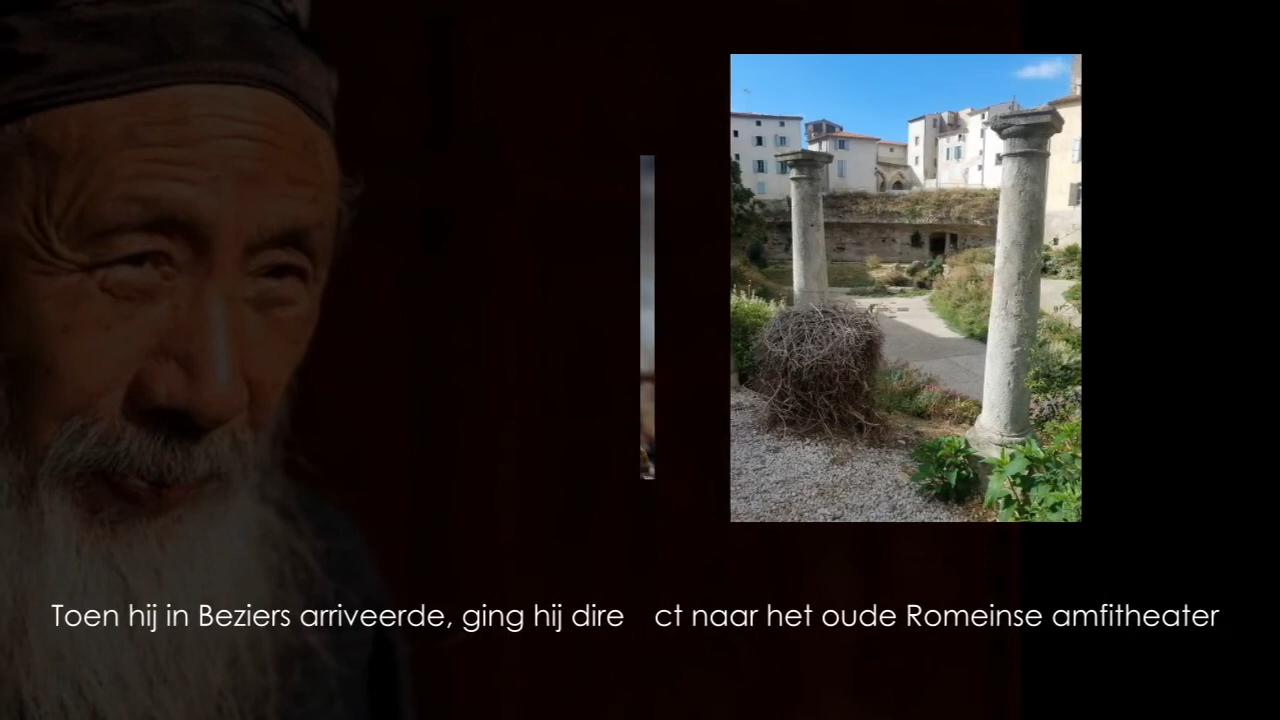 Toen hij in Beziers arriveerde, ging hij dire ct naar het oude Romeinse amfitheater